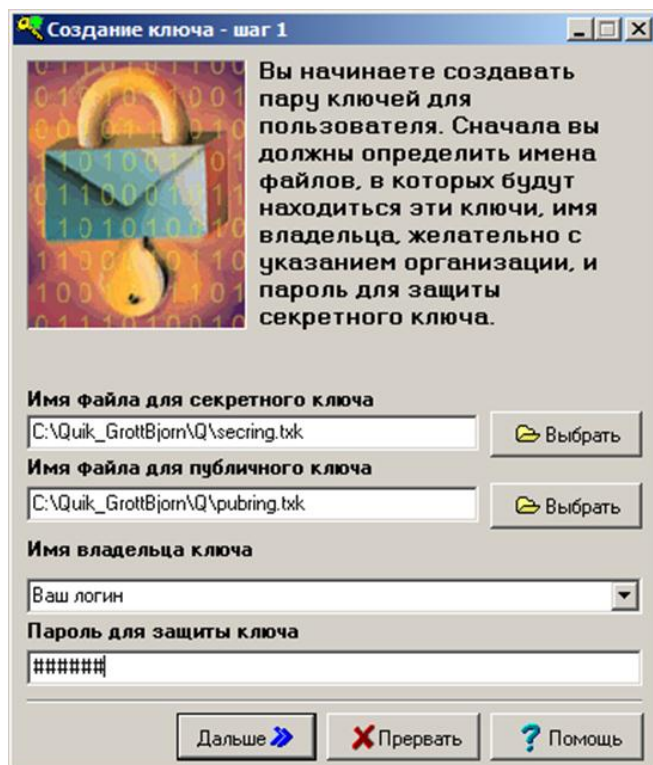 Создание ключа - шаг 1
Вы начинаете создавать
пару ключей для
пользователя. Сначала вы
должны определить имена
файлов, в которых будут
находиться эти ключи, имя
владельца, желательно с
указанием организации, и
пароль для защиты
секретного ключа.
Имя файла для секретного ключа
C:\Quik_GrottBjorn\Q\secring.txk
Выбрать
Имя файла для публичного ключа
C:\Quik_GrottBjorn\Q\pubring.txk
Выбрать
Имя владельца ключа
Ваш логин
Пароль для защиты ключа
######
Дальше
Прервать
? Помощь